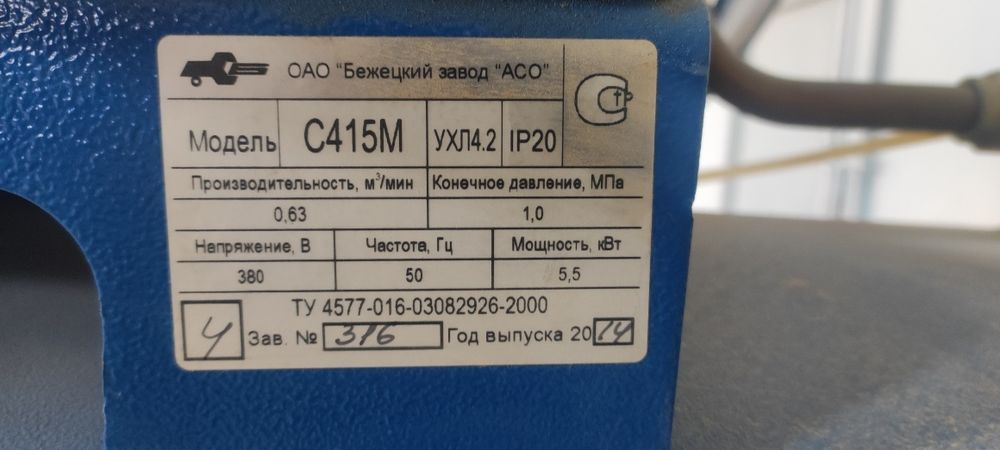 ОАО "Бежецкий завод "АСО"
Модель С415М УХЛ4.2 IP20
Производительность, м³/мин Конечное давление, МПа
0,63 1,0
Напряжение, В Частота, Гц Мощность, кВт
380 50 5,5
ТУ 4577-016-03082926-2000
4 Зав. № 316 Год выпуска 2014